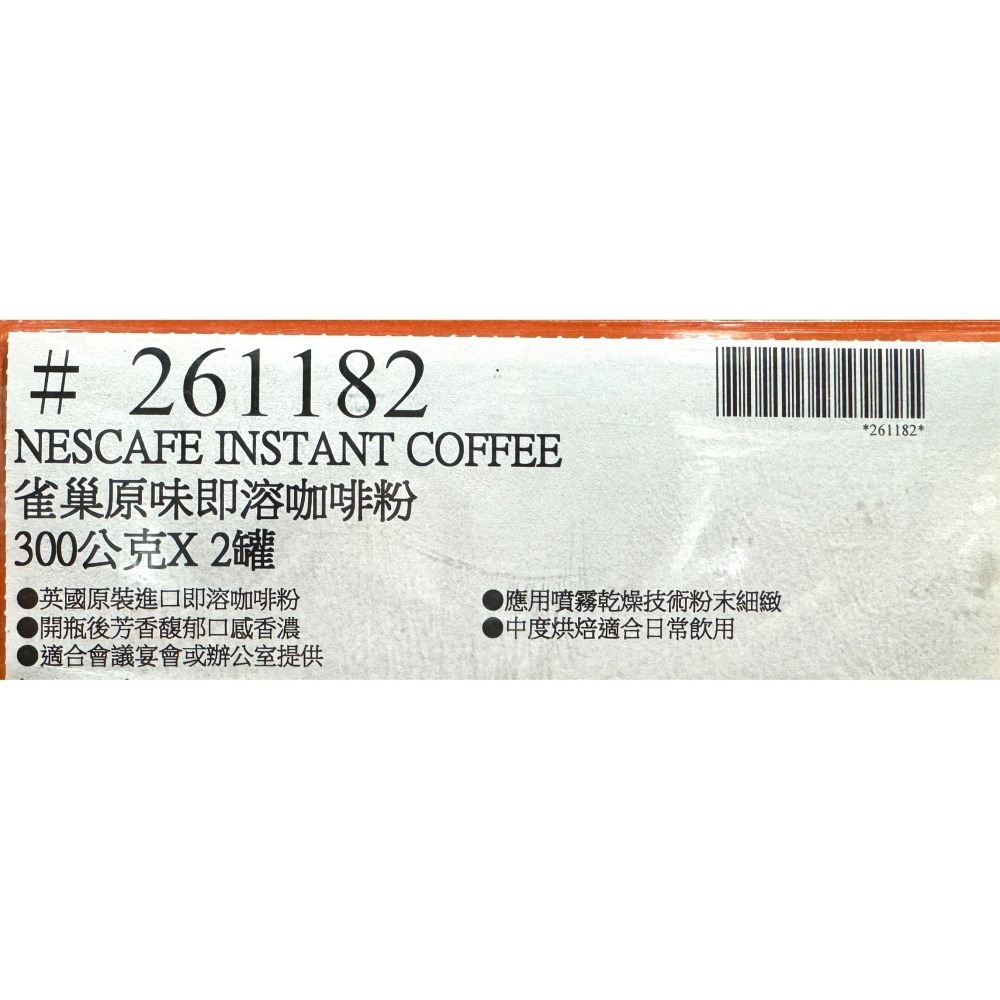 # 261182
*261182*
NESCAFE INSTANT COFFEE
雀巢原味即溶咖啡粉
300公克X 2罐
●英國原裝進口即溶咖啡粉
●開瓶後芳香馥郁口感香濃
●適合會議宴會或辦公室提供
●應用噴霧乾燥技術粉末細緻
●中度烘焙適合日常飲用